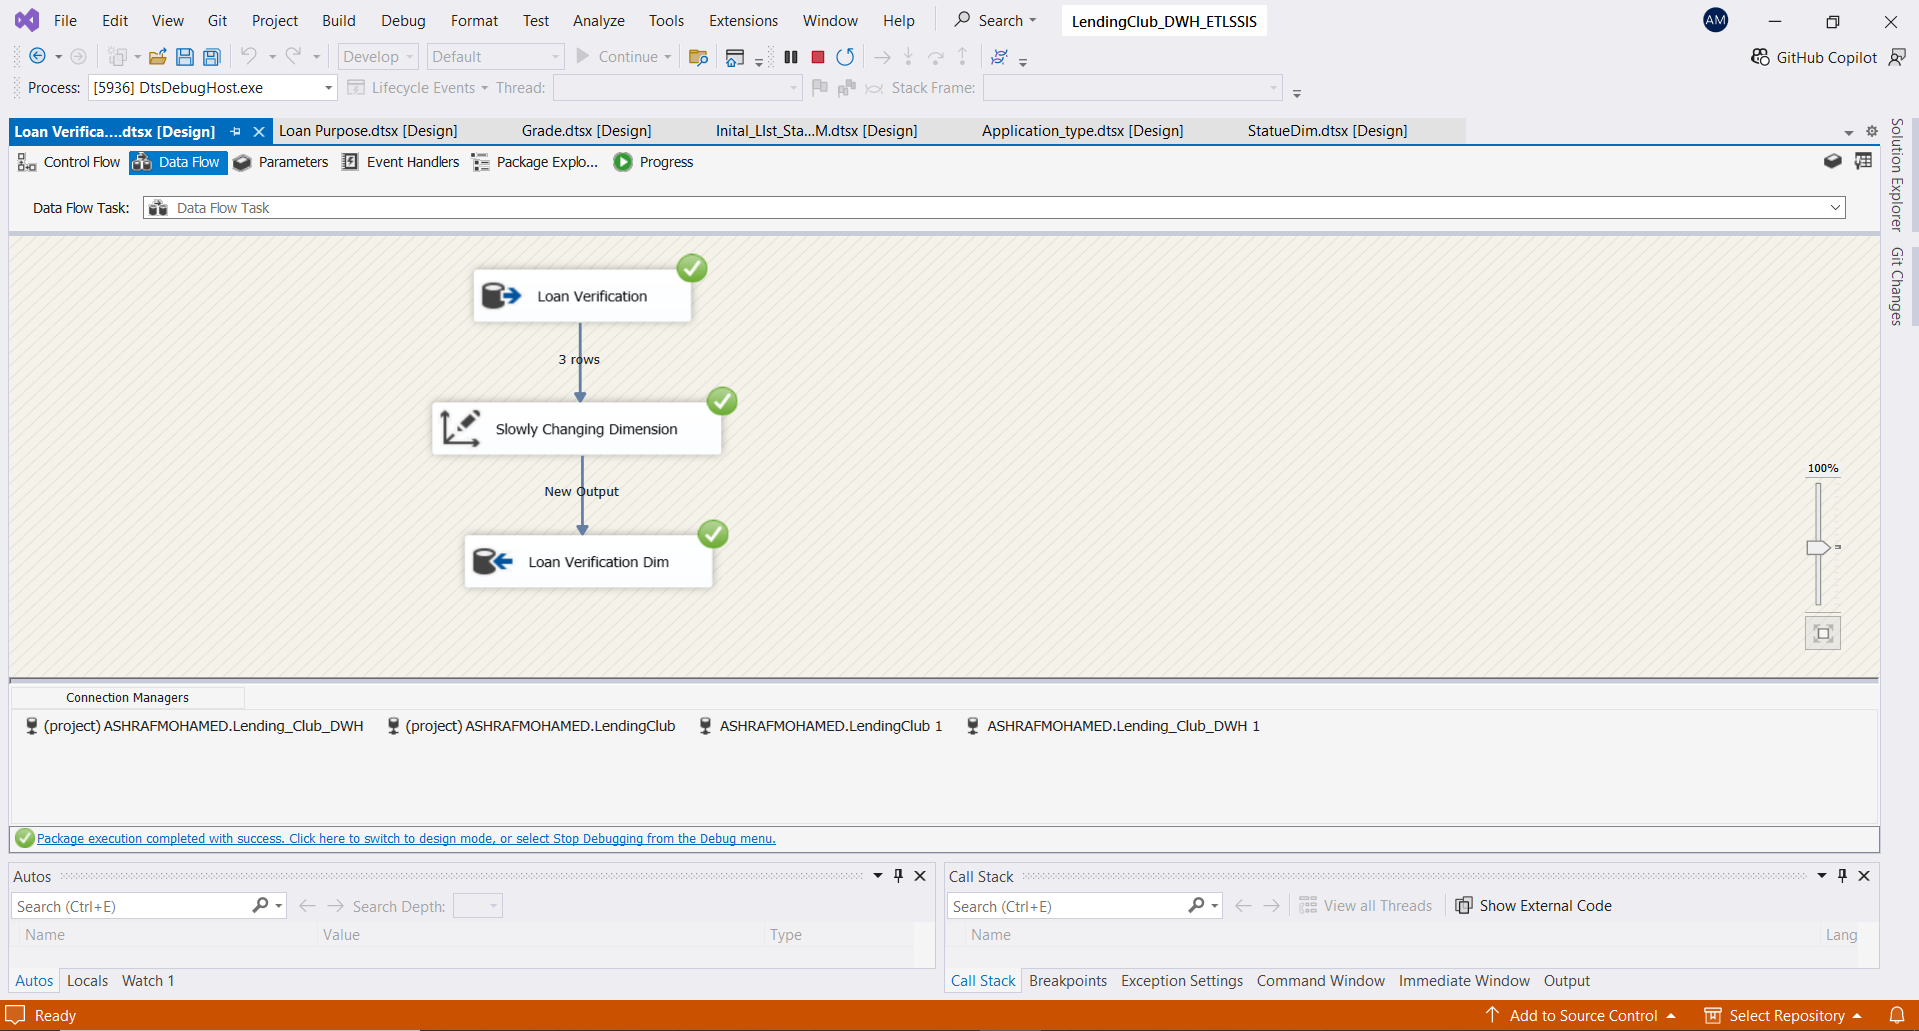 File Edit View Git Project Build Debug Format Test Analyze Tools Extensions Window Help Search LendingClub_DWH_ETLSSIS AM
Develop Default Continue GitHub Copilot
Process: [5936] DtsDebugHost.exe Lifecycle Events Thread: Stack Frame:
Loan Verifica....dtsx [Design] Loan Purpose.dtsx [Design] Grade.dtsx [Design] Inital_LIst_Sta...M.dtsx [Design] Application_type.dtsx [Design] StatueDim.dtsx [Design]
Control Flow Data Flow Parameters Event Handlers Package Explo... Progress
Data Flow Task: Data Flow Task
Solution Explorer
Git Changes
Loan Verification
3 rows
Slowly Changing Dimension
New Output
Loan Verification Dim
100%
Connection Managers
(project) ASHRAFMOHAMED.Lending_Club_DWH (project) ASHRAFMOHAMED.LendingClub ASHRAFMOHAMED.LendingClub 1 ASHRAFMOHAMED.Lending_Club_DWH 1
Package execution completed with success. Click here to switch to design mode, or select Stop Debugging from the Debug menu.
Autos
Search (Ctrl+E) Search Depth:
Name Value Type
Autos Locals Watch 1
Call Stack
Search (Ctrl+E) View all Threads Show External Code
Name Lang
Call Stack Breakpoints Exception Settings Command Window Immediate Window Output
Ready Add to Source Control Select Repository